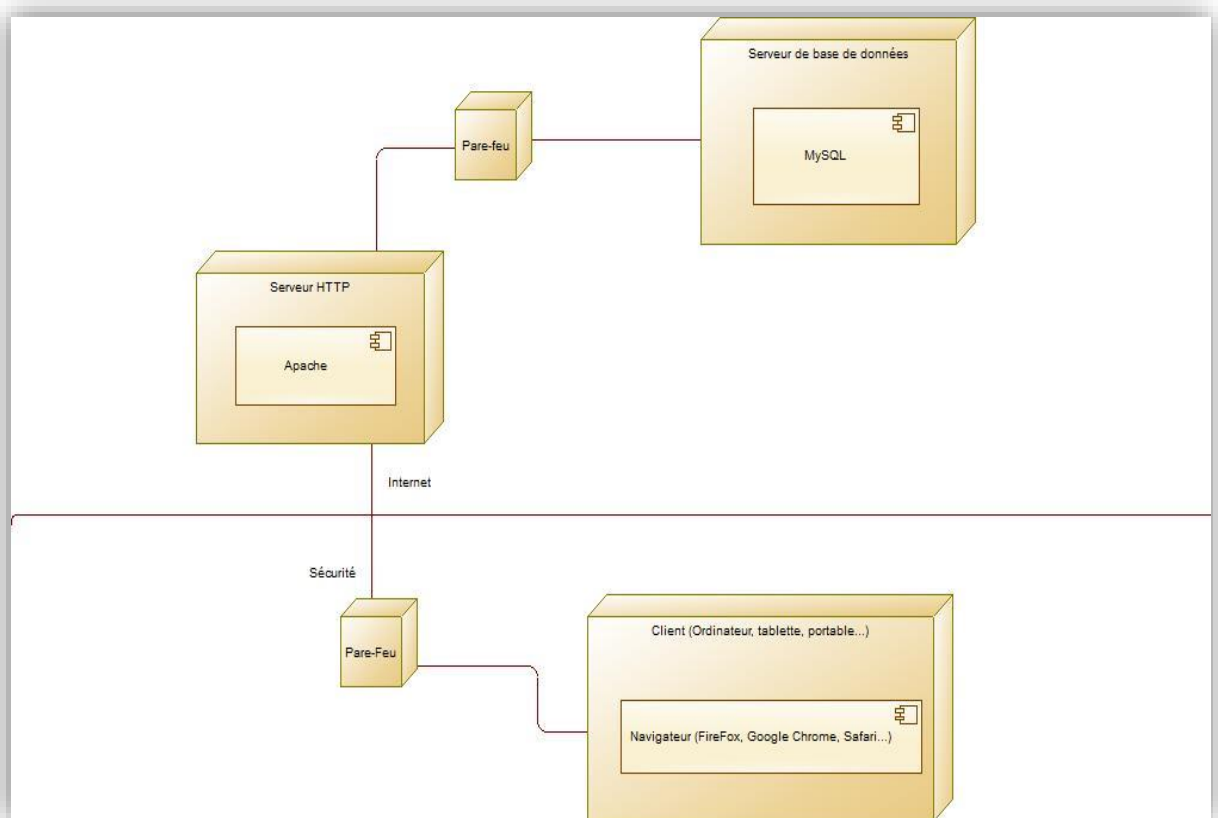 Serveur de base de données
MySQL
Pare-feu
Serveur HTTP
Apache
Internet
Sécurité
Pare-Feu
Client (Ordinateur, tablette, portable...)
Navigateur (FireFox, Google Chrome, Safari...)